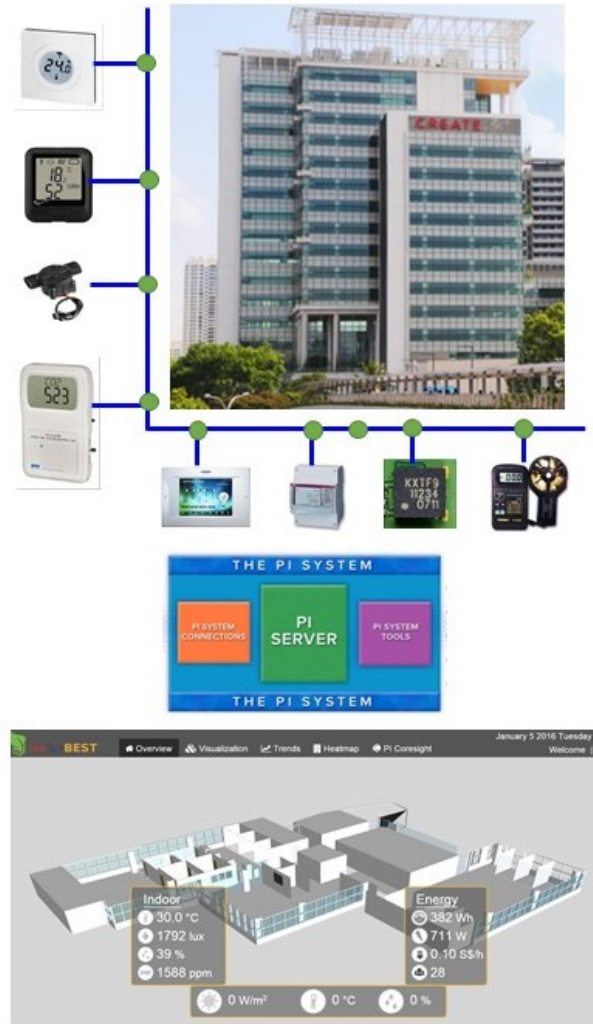 24.0
CREATE
18.
52
CO2
523
KXTF9
11234
0711
THE PI SYSTEM
PI SYSTEM
CONNECTIONS
PI
SERVER
PI SYSTEM
TOOLS
THE PI SYSTEM
January 5 2016 Tuesday
BEST
Overview
Visualization
Trends
Heatmap
PI Coresight
Welcome
Indoor
30.0 °C
1792 lux
39 %
1588 ppm
Energy
382 Wh
711 W
0.10 S$/h
28
0 W/m²
0 °C
0 %